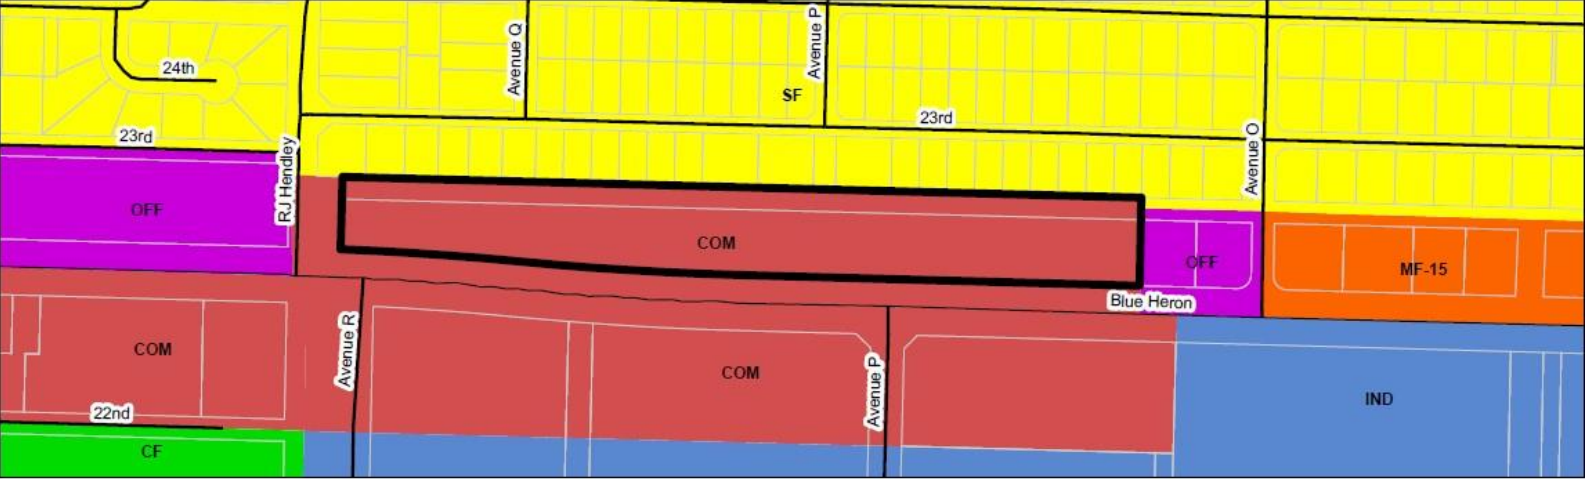 24th
Avenue Q
Avenue P
SF
23rd
23rd
RJ Hendley
Avenue O
OFF
COM
OFF
MF-15
Blue Heron
COM
Avenue R
COM
Avenue P
IND
22nd
CF